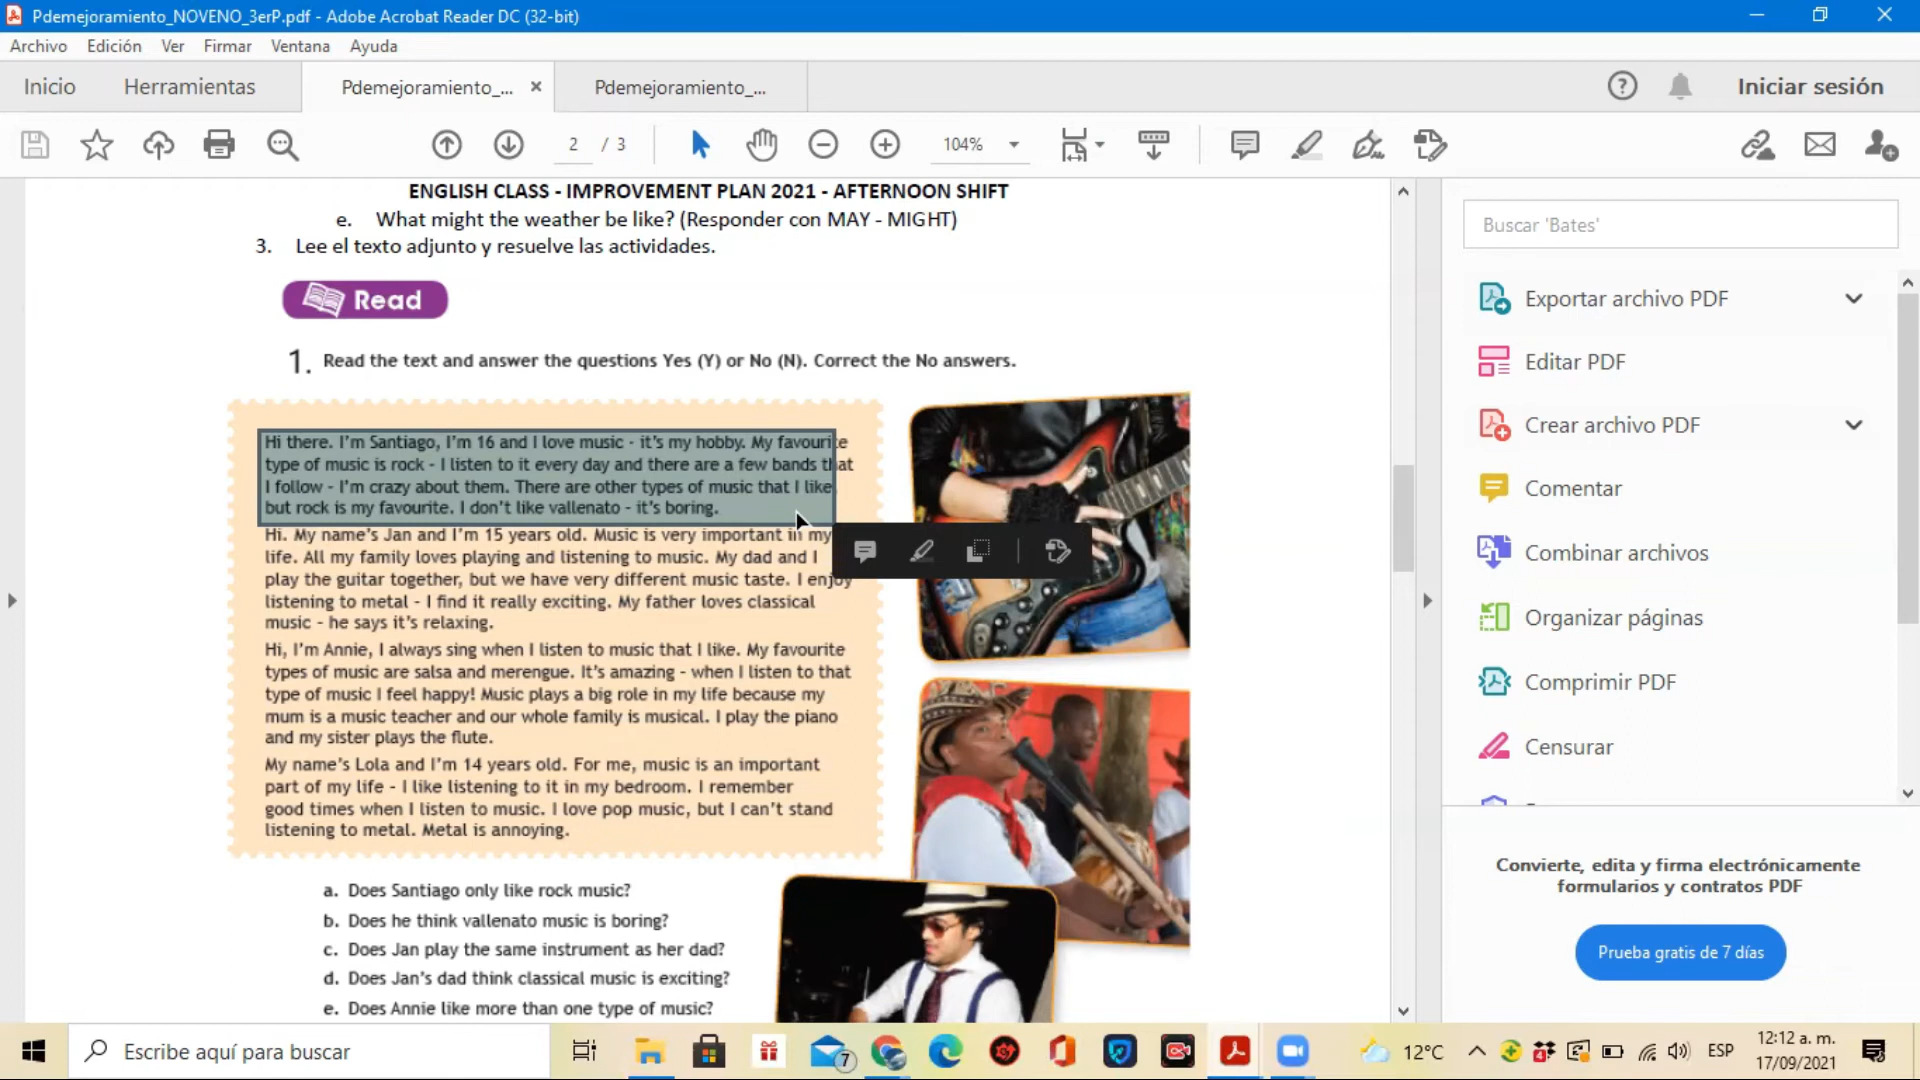 Pdemejoramiento_NOVENO_3erP.pdf - Adobe Acrobat Reader DC (32-bit)
Archivo Edición Ver Firmar Ventana Ayuda
Inicio Herramientas Pdemejoramiento_... Pdemejoramiento_... Iniciar sesión
2 / 3 104%
ENGLISH CLASS - IMPROVEMENT PLAN 2021 - AFTERNOON SHIFT
e. What might the weather be like? (Responder con MAY - MIGHT)
3. Lee el texto adjunto y resuelve las actividades.
Read
1. Read the text and answer the questions Yes (Y) or No (N). Correct the No answers.
Hi there. I'm Santiago, I'm 16 and I love music - it's my hobby. My favourite
type of music is rock - I listen to it every day and there are a few bands that
I follow - I'm crazy about them. There are other types of music that I like
but rock is my favourite. I don't like vallenato - it's boring.
Hi. My name's Jan and I'm 15 years old. Music is very important in my
life. All my family loves playing and listening to music. My dad and I
play the guitar together, but we have very different music taste. I enjoy
listening to metal - I find it really exciting. My father loves classical
music - he says it's relaxing.
Hi, I'm Annie, I always sing when I listen to music that I like. My favourite
types of music are salsa and merengue. It's amazing - when I listen to that
type of music I feel happy! Music plays a big role in my life because my
mum is a music teacher and our whole family is musical. I play the piano
and my sister plays the flute.
My name's Lola and I'm 14 years old. For me, music is an important
part of my life - I like listening to it in my bedroom. I remember
good times when I listen to music. I love pop music, but I can't stand
listening to metal. Metal is annoying.
a. Does Santiago only like rock music?
b. Does he think vallenato music is boring?
c. Does Jan play the same instrument as her dad?
d. Does Jan's dad think classical music is exciting?
e. Does Annie like more than one type of music?
Buscar 'Bates'
Exportar archivo PDF
Editar PDF
Crear archivo PDF
Comentar
Combinar archivos
Organizar páginas
Comprimir PDF
Censurar
Convierte, edita y firma electrónicamente
formularios y contratos PDF
Prueba gratis de 7 días
Escribe aquí para buscar
7
12°C
ESP
12:12 a. m.
17/09/2021